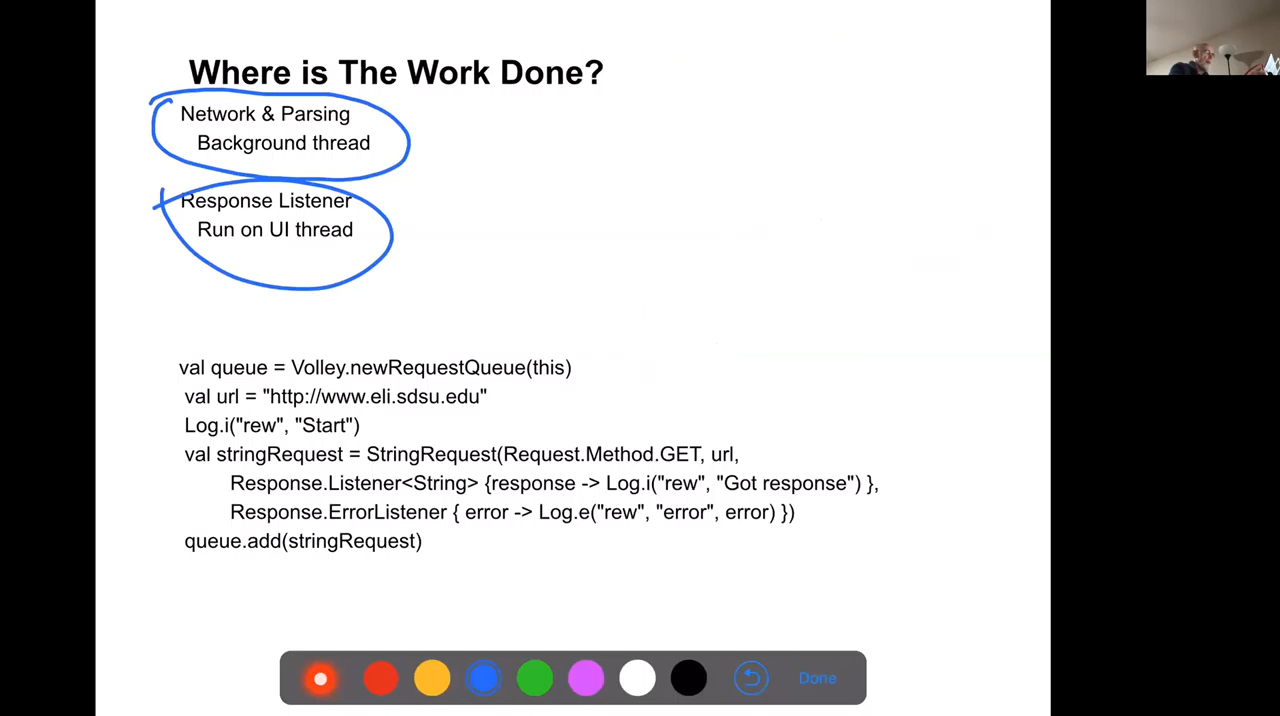 Where is The Work Done?
Network & Parsing
Background thread
Response Listener
Run on UI thread
val queue = Volley.newRequestQueue(this)
val url = "http://www.eli.sdsu.edu"
Log.i("rew", "Start")
val stringRequest = StringRequest(Request.Method.GET, url,
Response.Listener<String> {response -> Log.i("rew", "Got response") },
Response.ErrorListener { error -> Log.e("rew", "error", error) })
queue.add(stringRequest)
Done